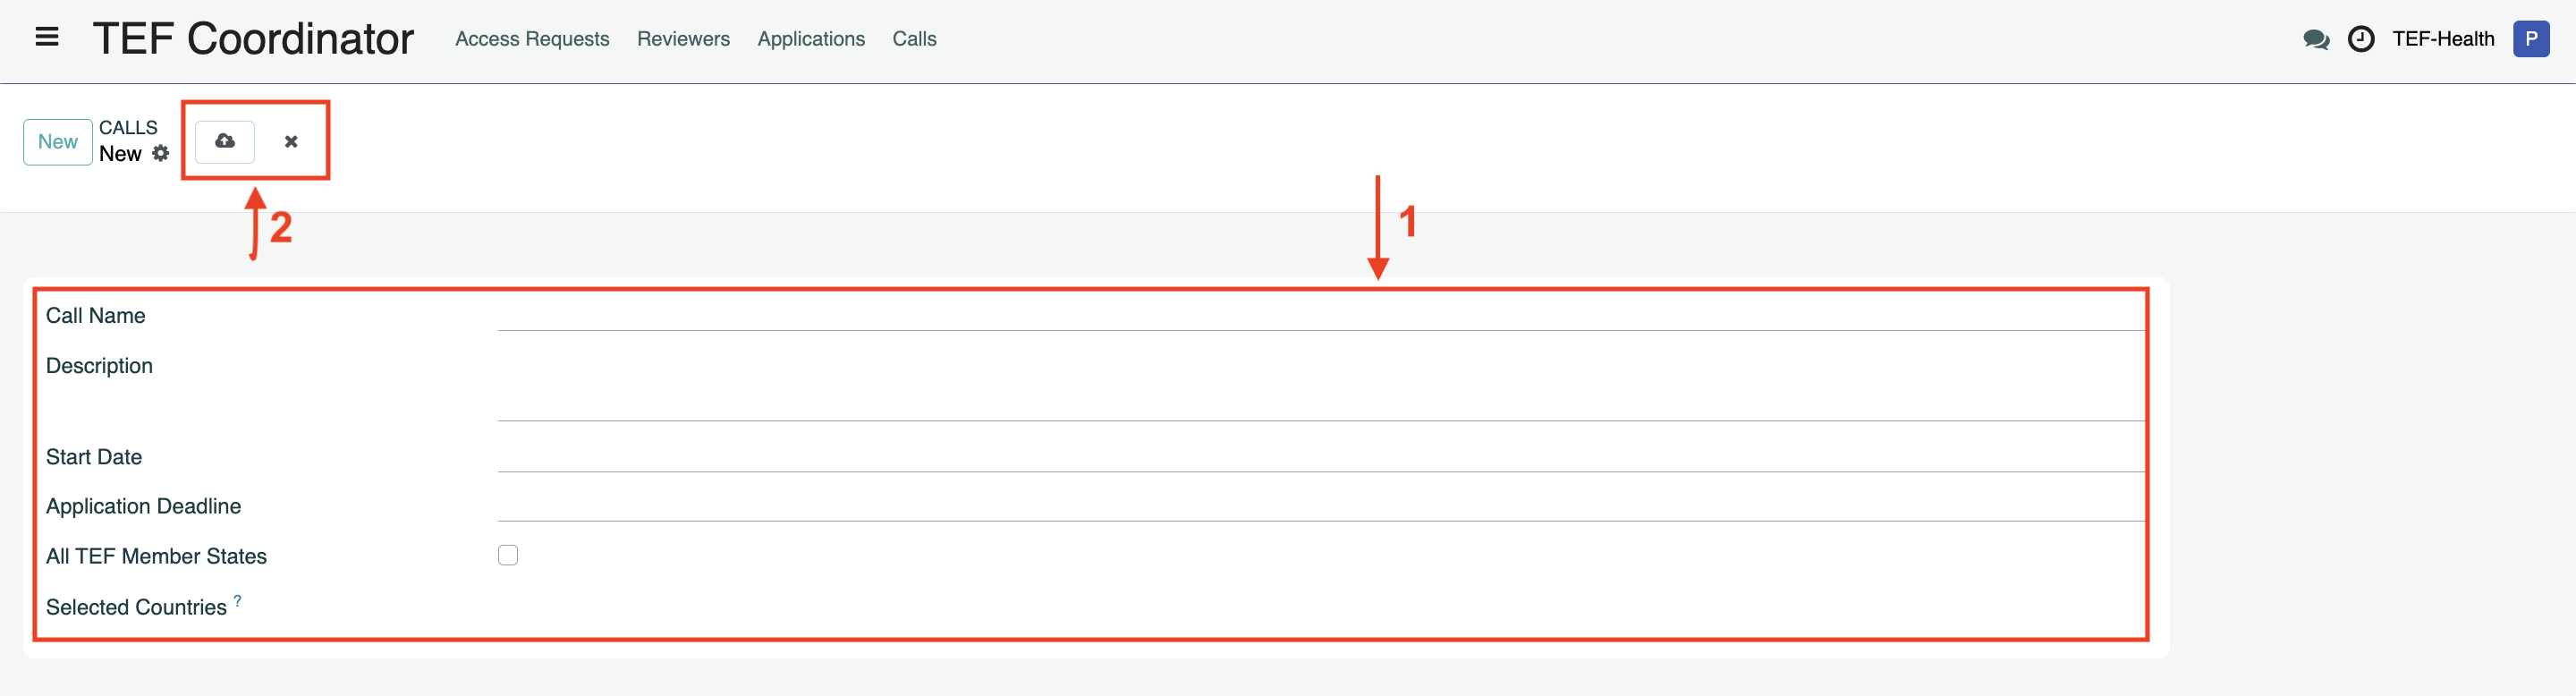 TEF Coordinator Access Requests Reviewers Applications Calls TEF-Health P
New CALLS
New
2
1
Call Name
Description
Start Date
Application Deadline
All TEF Member States
Selected Countries ?